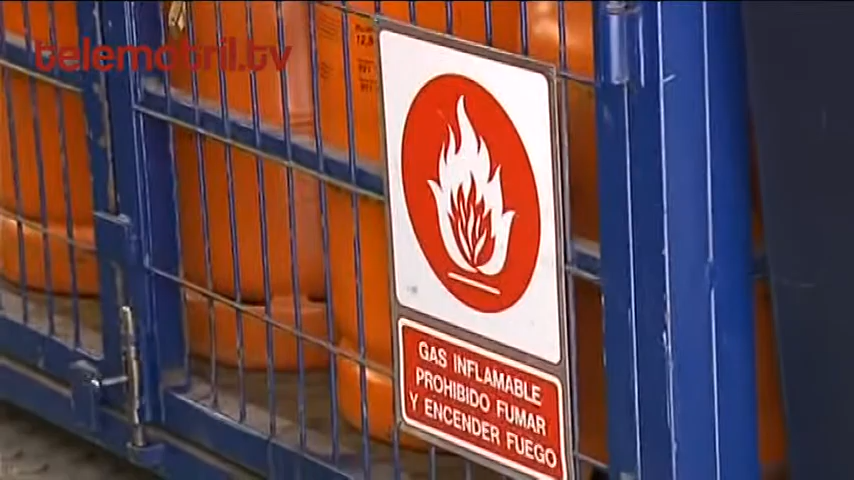 telemotril.tv
GAS INFLAMABLE
PROHIBIDO FUMAR
Y ENCENDER FUEGO